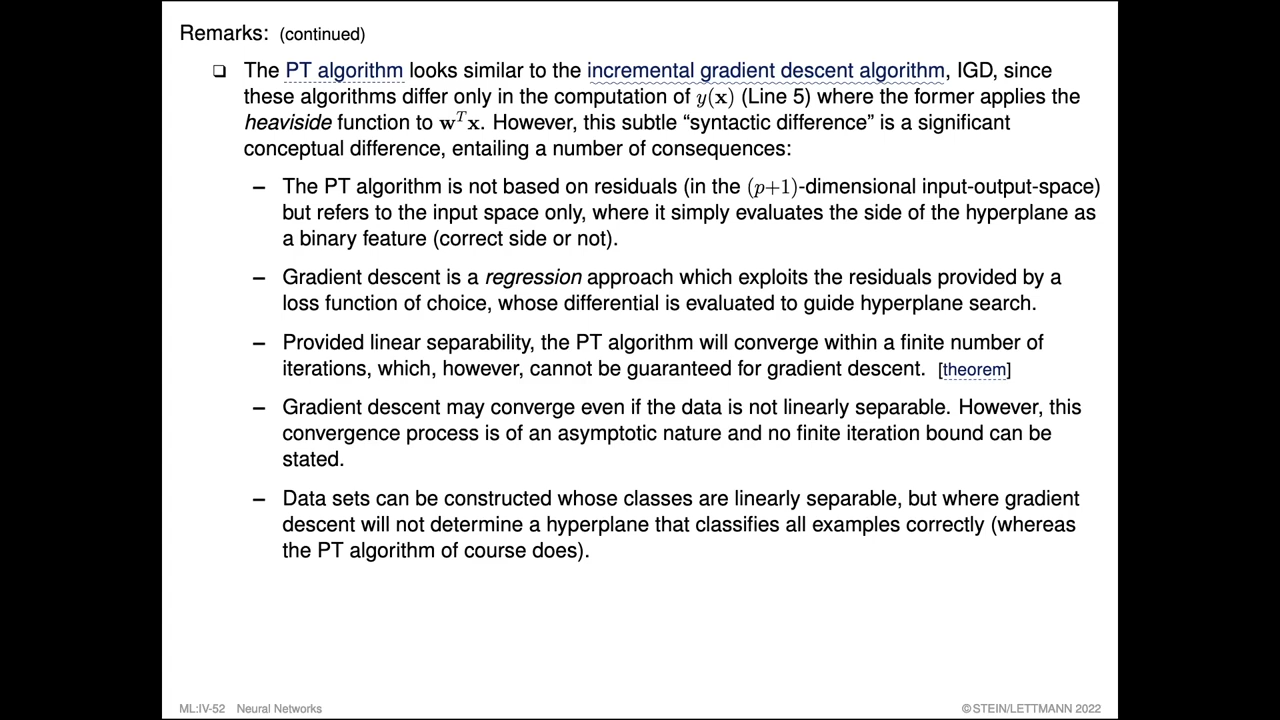 Remarks: (continued)
❑ The PT algorithm looks similar to the incremental gradient descent algorithm, IGD, since
these algorithms differ only in the computation of y(x) (Line 5) where the former applies the
heaviside function to wᵀx. However, this subtle “syntactic difference” is a significant
conceptual difference, entailing a number of consequences:
– The PT algorithm is not based on residuals (in the (p+1)-dimensional input-output-space)
but refers to the input space only, where it simply evaluates the side of the hyperplane as
a binary feature (correct side or not).
– Gradient descent is a regression approach which exploits the residuals provided by a
loss function of choice, whose differential is evaluated to guide hyperplane search.
– Provided linear separability, the PT algorithm will converge within a finite number of
iterations, which, however, cannot be guaranteed for gradient descent. [theorem]
– Gradient descent may converge even if the data is not linearly separable. However, this
convergence process is of an asymptotic nature and no finite iteration bound can be
stated.
– Data sets can be constructed whose classes are linearly separable, but where gradient
descent will not determine a hyperplane that classifies all examples correctly (whereas
the PT algorithm of course does).
ML:IV-52 Neural Networks
©STEIN/LETTMANN 2022